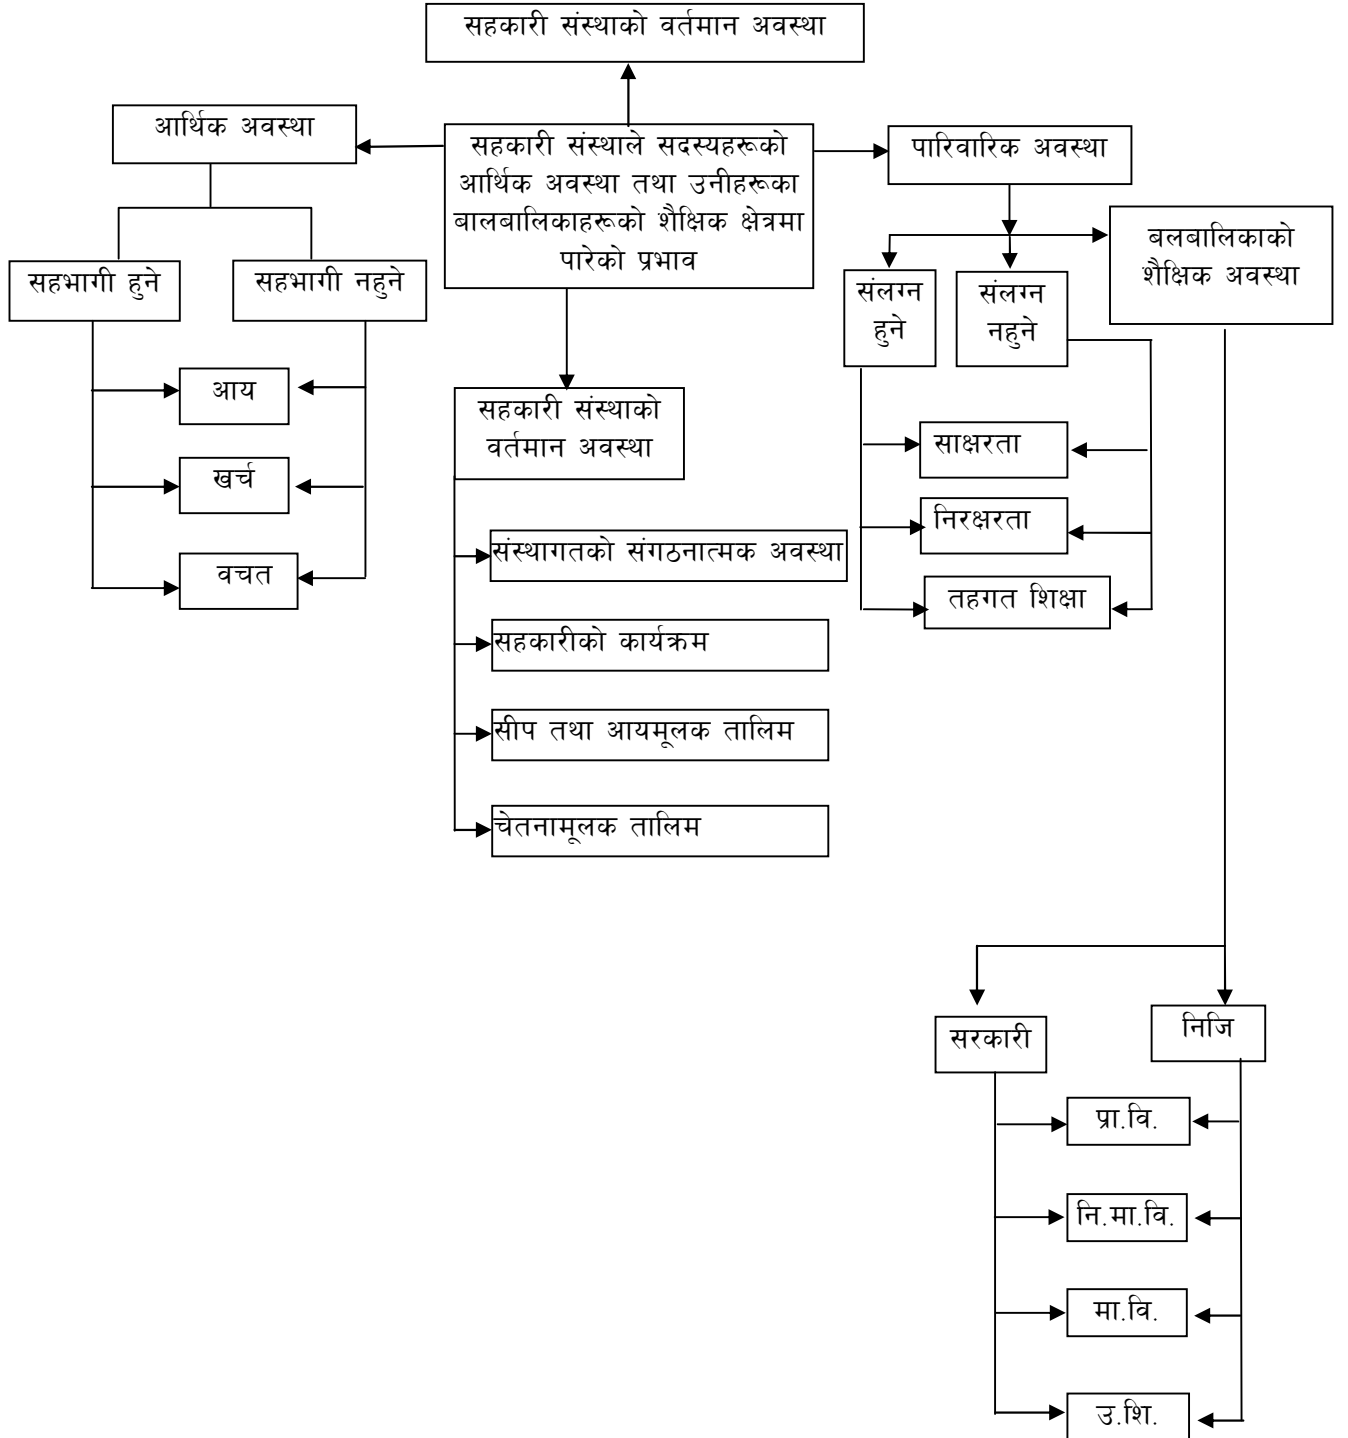 सहकारी संस्थाको वर्तमान अवस्था
आर्थिक अवस्था
सहकारी संस्थाले सदस्यहरूको
आर्थिक अवस्था तथा उनीहरूका
बालबालिकाहरूको शैक्षिक क्षेत्रमा
पारेको प्रभाव
पारिवारिक अवस्था
बलबालिकाको
शैक्षिक अवस्था
सहभागी हुने
सहभागी नहुने
संलग्न
हुने
संलग्न
नहुने
आय
खर्च
वचत
सहकारी संस्थाको
वर्तमान अवस्था
साक्षरता
निरक्षरता
तहगत शिक्षा
संस्थागतको संगठनात्मक अवस्था
सहकारीको कार्यक्रम
सीप तथा आयमूलक तालिम
चेतनामूलक तालिम
सरकारी
निजि
प्रा.वि.
नि.मा.वि.
मा.वि.
उ.शि.